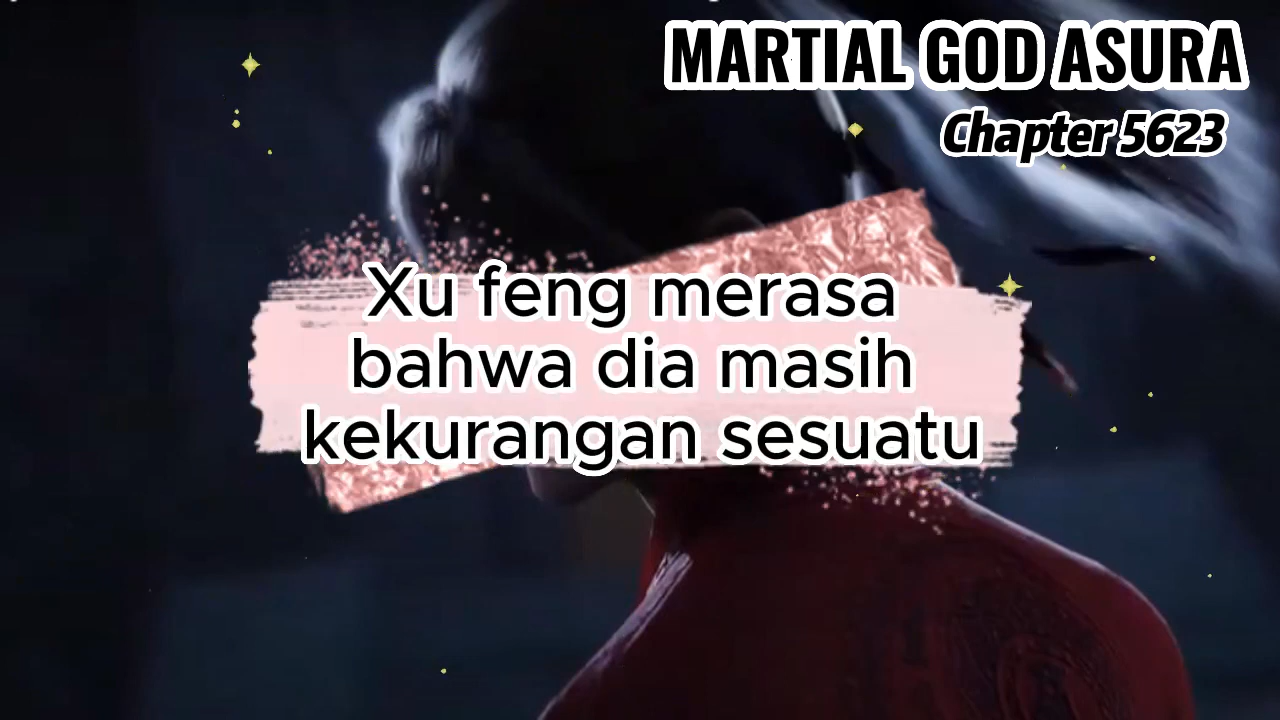 MARTIAL GOD ASURA
Chapter 5623
Xu feng merasa
bahwa dia masih
kekurangan sesuatu